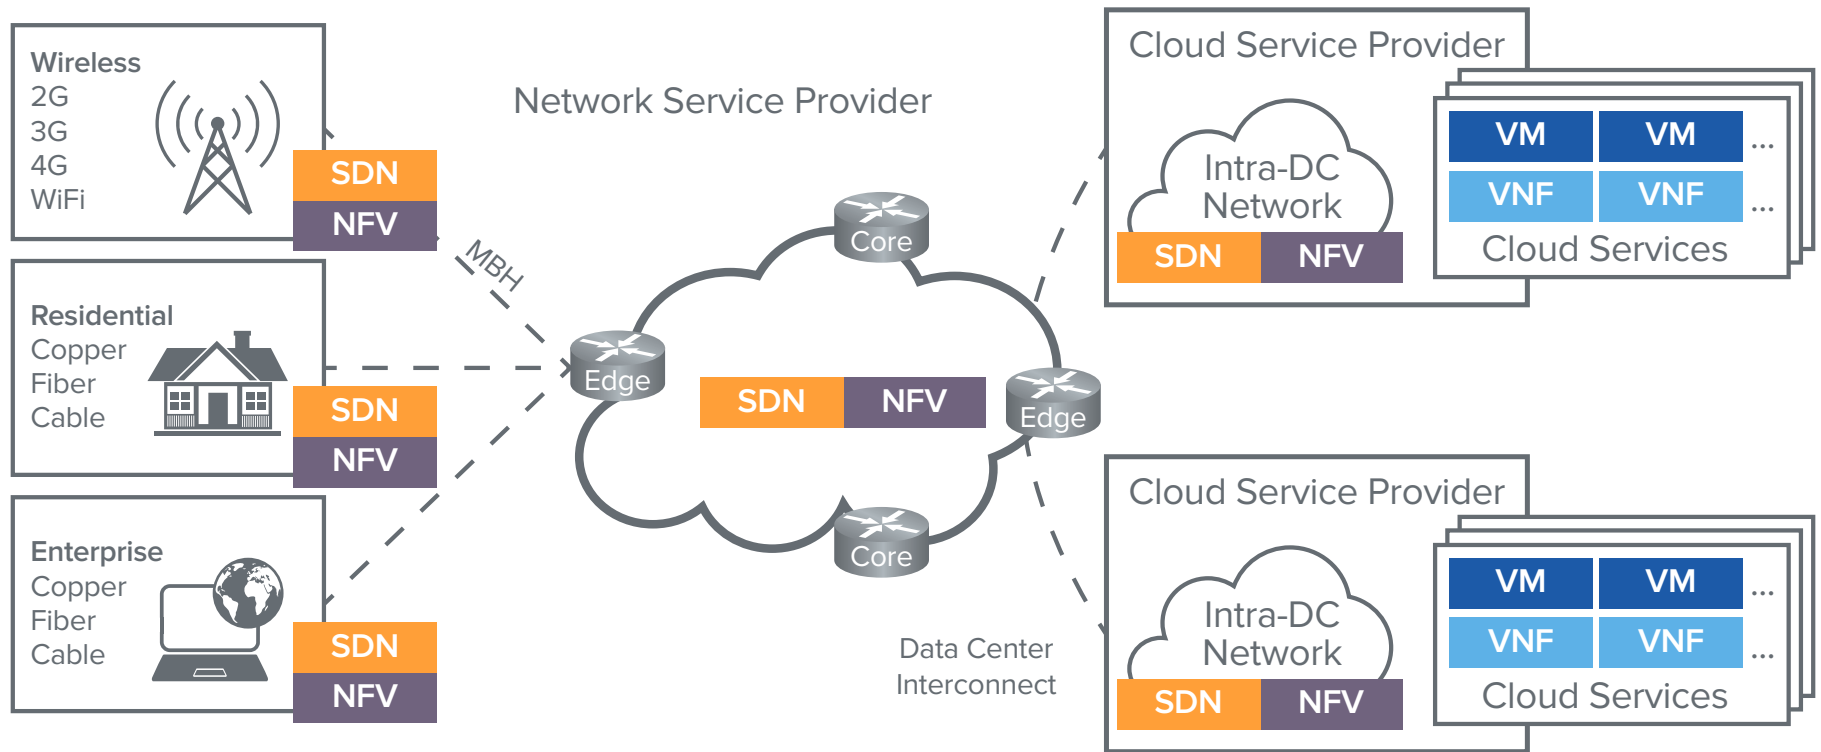 Wireless
2G
3G
4G
WiFi
SDN
NFV
Residential
Copper
Fiber
Cable
SDN
NFV
Enterprise
Copper
Fiber
Cable
SDN
NFV
MBH
Network Service Provider
Core
Edge
SDN NFV
Edge
Core
Data Center
Interconnect
Cloud Service Provider
Intra-DC
Network
SDN NFV
VM VM ...
VNF VNF ...
Cloud Services
Cloud Service Provider
Intra-DC
Network
SDN NFV
VM VM ...
VNF VNF ...
Cloud Services